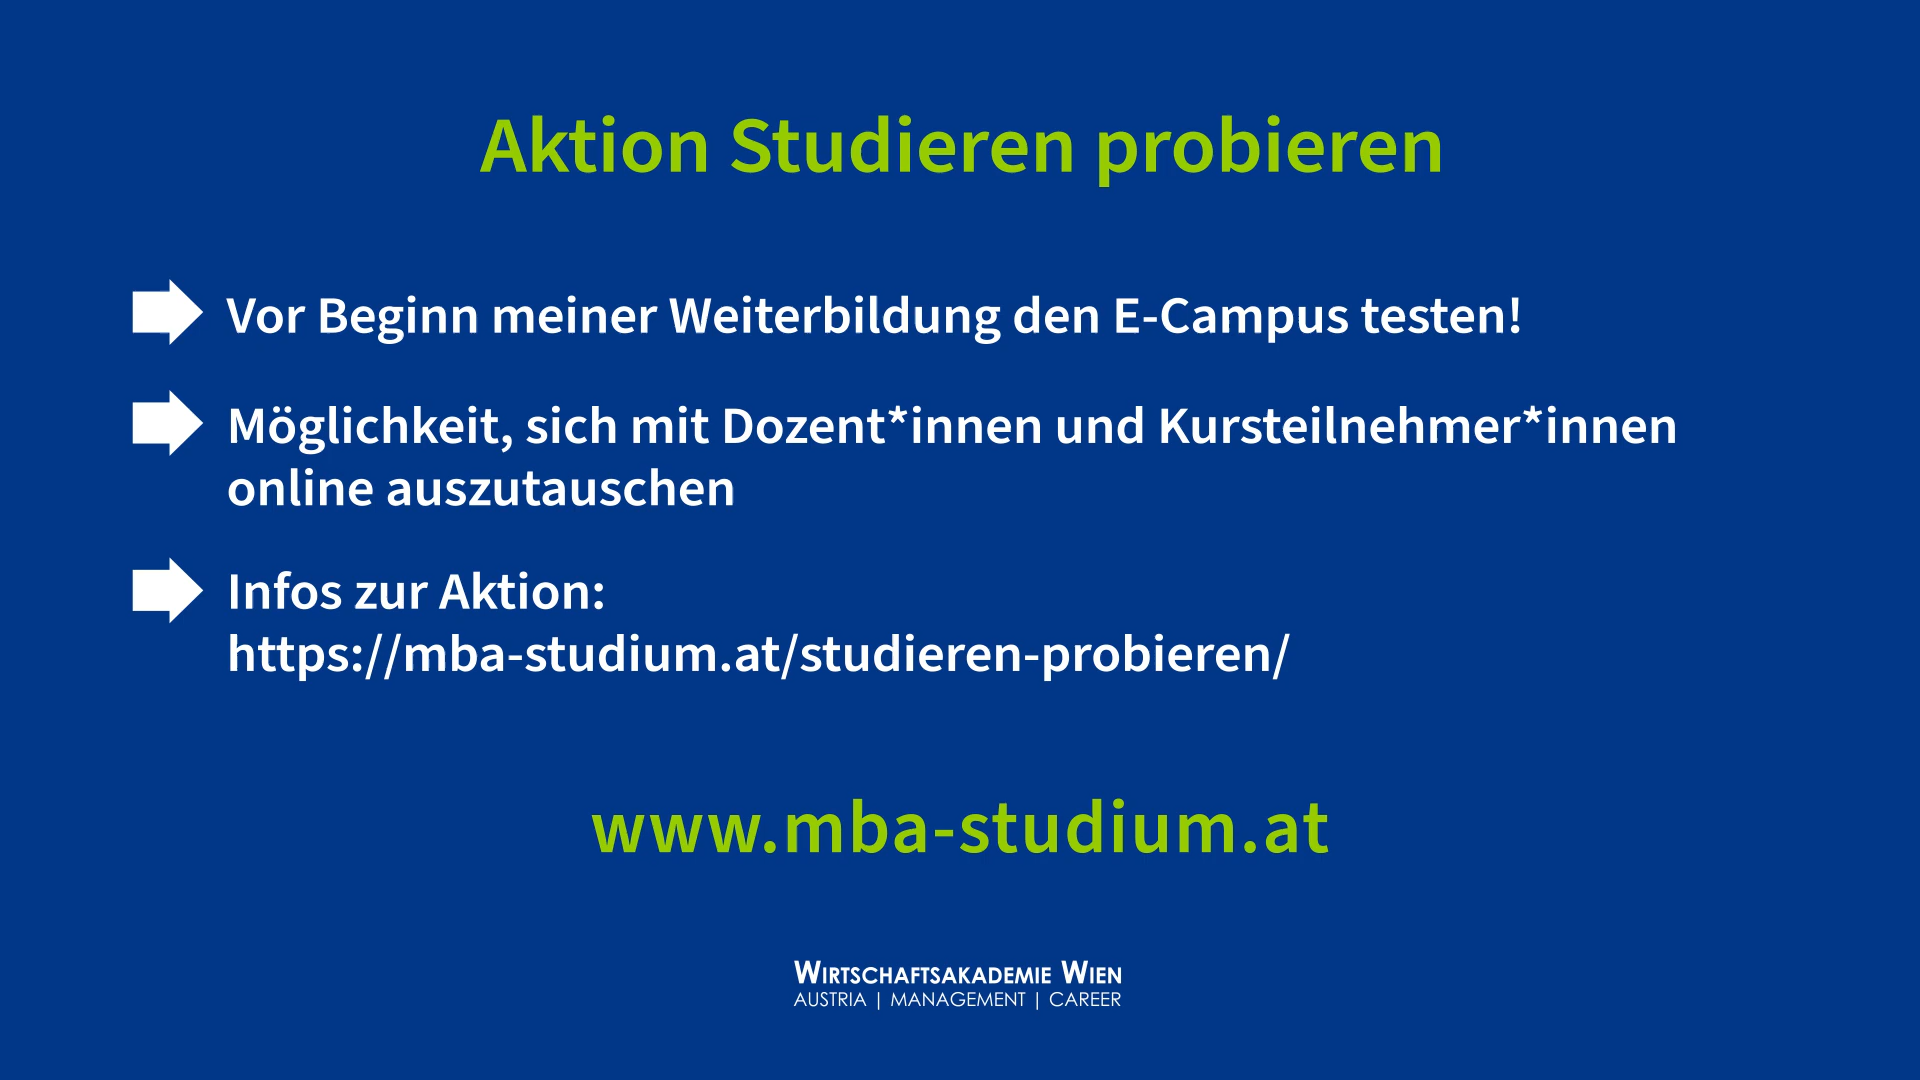 Aktion Studieren probieren
Vor Beginn meiner Weiterbildung den E-Campus testen!
Möglichkeit, sich mit Dozent*innen und Kursteilnehmer*innen
online auszutauschen
Infos zur Aktion:
https://mba-studium.at/studieren-probieren/
www.mba-studium.at
WIRTSCHAFTSAKADEMIE WIEN
AUSTRIA | MANAGEMENT | CAREER